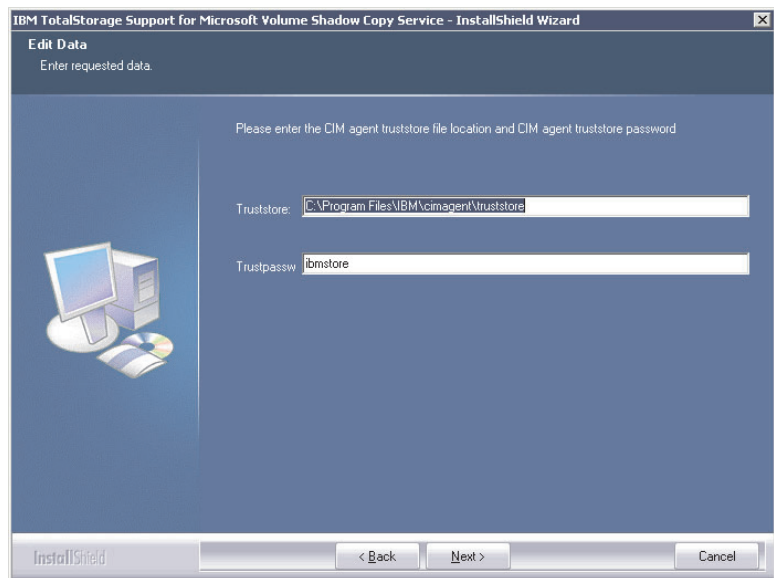 IBM TotalStorage Support for Microsoft Volume Shadow Copy Service - InstallShield Wizard
Edit Data
Enter requested data.
Please enter the CIM agent truststore file location and CIM agent truststore password
Truststore: C:\Program Files\IBM\cimagent\truststore
Trustpassw ibmstore
InstallShield
< Back Next > Cancel